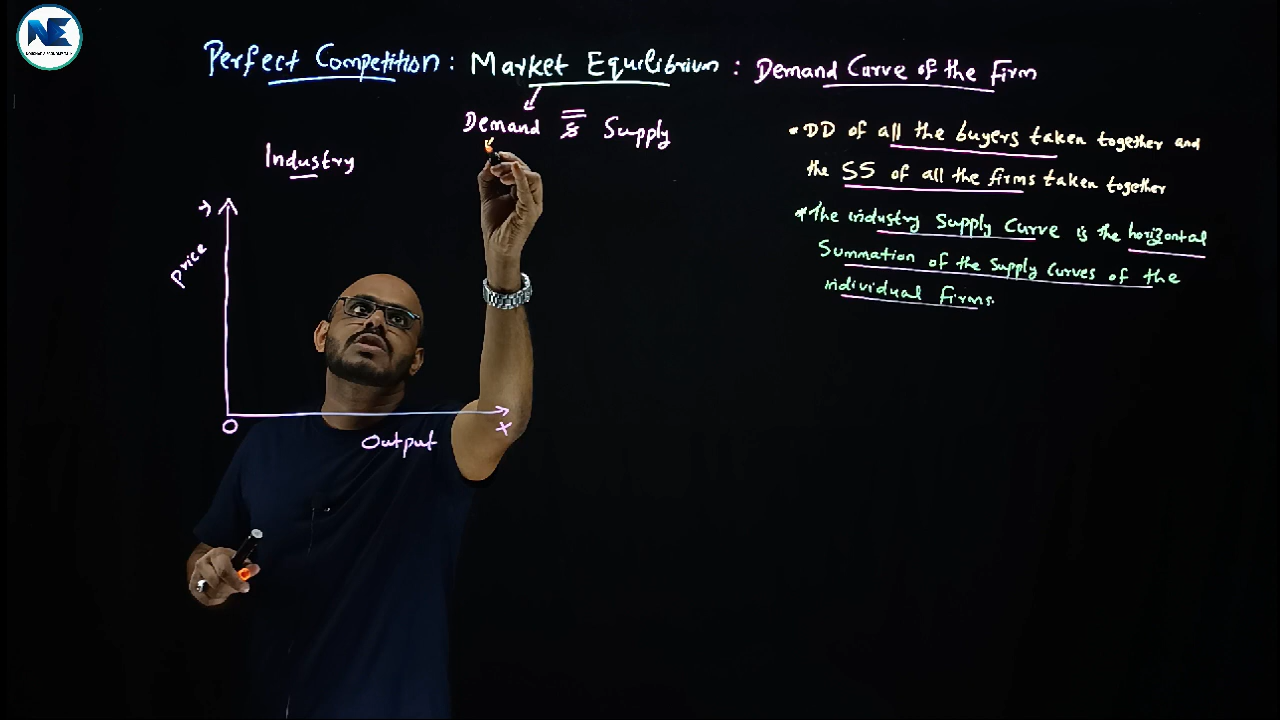 NE
Perfect Competition : Market Equilibrium : Demand Curve of the Firm
Demand & Supply
Industry
Price
O
Output
X
* DD of all the buyers taken together and
the SS of all the firms taken together
* The industry Supply Curve is the horizontal
Summation of the Supply Curves of the
individual Firms.